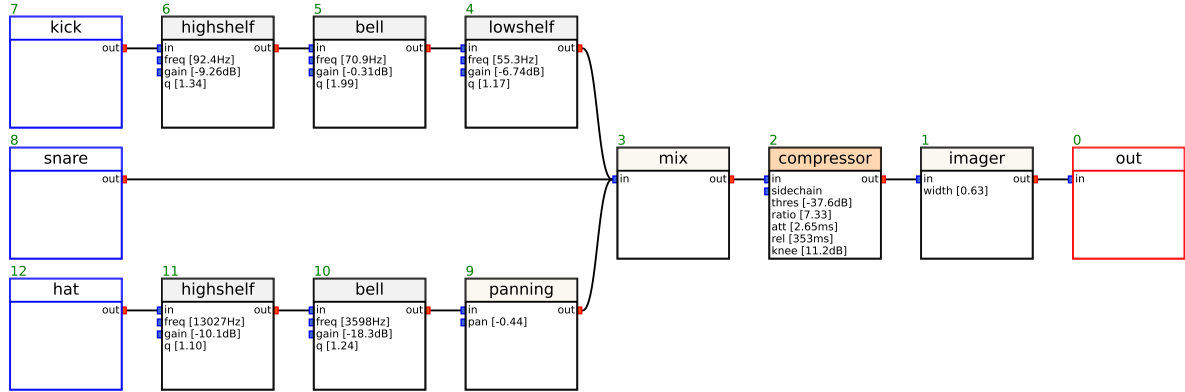 7
kick
out
6
highshelf
in out
freq [92.4Hz]
gain [-9.26dB]
q [1.34]
5
bell
in out
freq [70.9Hz]
gain [-0.31dB]
q [1.99]
4
lowshelf
in out
freq [55.3Hz]
gain [-6.74dB]
q [1.17]
8
snare
out
3
mix
in out
2
compressor
in out
sidechain
thres [-37.6dB]
ratio [7.33]
att [2.65ms]
rel [353ms]
knee [11.2dB]
1
imager
in out
width [0.63]
0
out
in
12
hat
out
11
highshelf
in out
freq [13027Hz]
gain [-10.1dB]
q [1.10]
10
bell
in out
freq [3598Hz]
gain [-18.3dB]
q [1.24]
9
panning
in out
pan [-0.44]